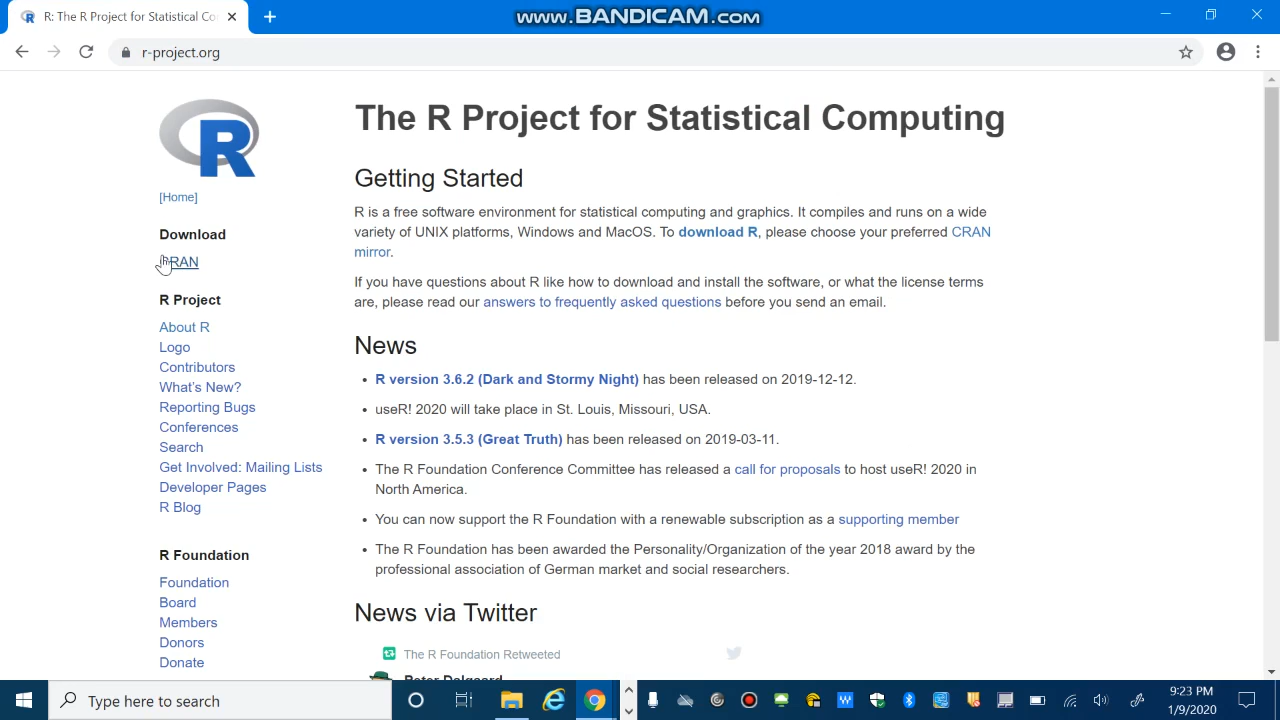 R: The R Project for Statistical Co
www.BANDICAM.com
r-project.org
R
[Home]
Download
CRAN
R Project
About R
Logo
Contributors
What's New?
Reporting Bugs
Conferences
Search
Get Involved: Mailing Lists
Developer Pages
R Blog
R Foundation
Foundation
Board
Members
Donors
Donate
The R Project for Statistical Computing
Getting Started
R is a free software environment for statistical computing and graphics. It compiles and runs on a wide
variety of UNIX platforms, Windows and MacOS. To download R, please choose your preferred CRAN
mirror.
If you have questions about R like how to download and install the software, or what the license terms
are, please read our answers to frequently asked questions before you send an email.
News
R version 3.6.2 (Dark and Stormy Night) has been released on 2019-12-12.
useR! 2020 will take place in St. Louis, Missouri, USA.
R version 3.5.3 (Great Truth) has been released on 2019-03-11.
The R Foundation Conference Committee has released a call for proposals to host useR! 2020 in
North America.
You can now support the R Foundation with a renewable subscription as a supporting member
The R Foundation has been awarded the Personality/Organization of the year 2018 award by the
professional association of German market and social researchers.
News via Twitter
The R Foundation Retweeted
Peter Dalgaard
Type here to search
9:23 PM
1/9/2020